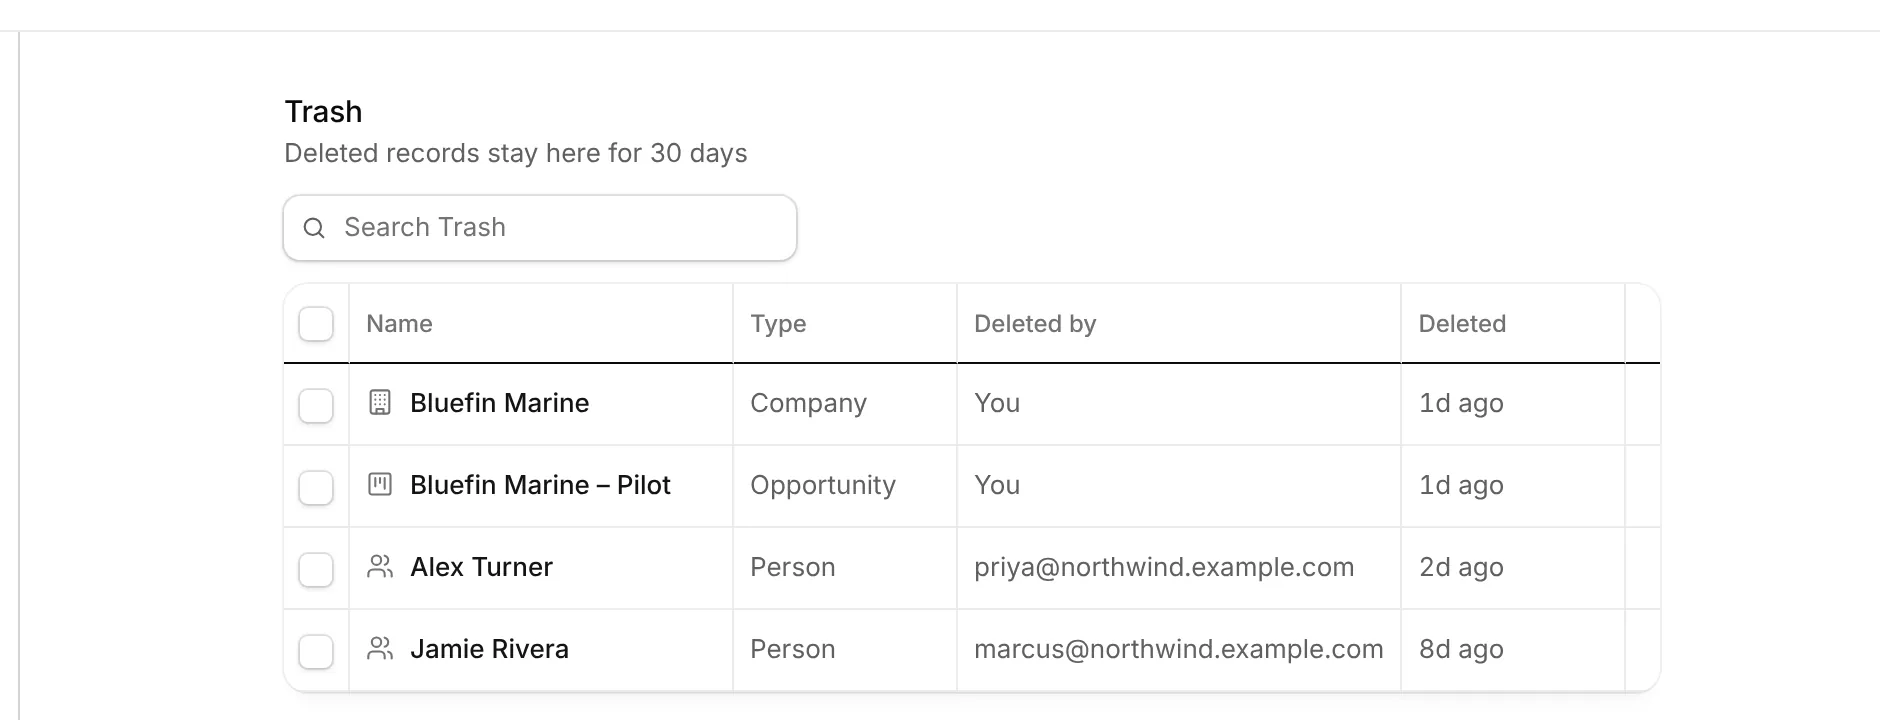 Trash
Deleted records stay here for 30 days
Search Trash
Name Type Deleted by Deleted
Bluefin Marine Company You 1d ago
Bluefin Marine – Pilot Opportunity You 1d ago
Alex Turner Person priya@northwind.example.com 2d ago
Jamie Rivera Person marcus@northwind.example.com 8d ago